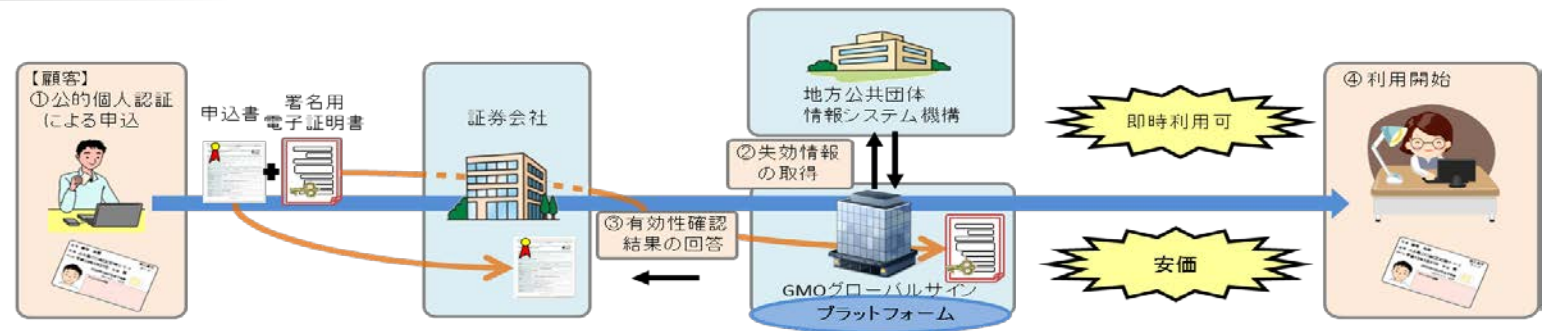 【顧客】
①公的個人認証
による申込
申込書
署名用
電子証明書
証券会社
地方公共団体
情報システム機構
②失効情報
の取得
③有効性確認
結果の回答
GMOグローバルサイン
プラットフォーム
即時利用可
安価
④利用開始